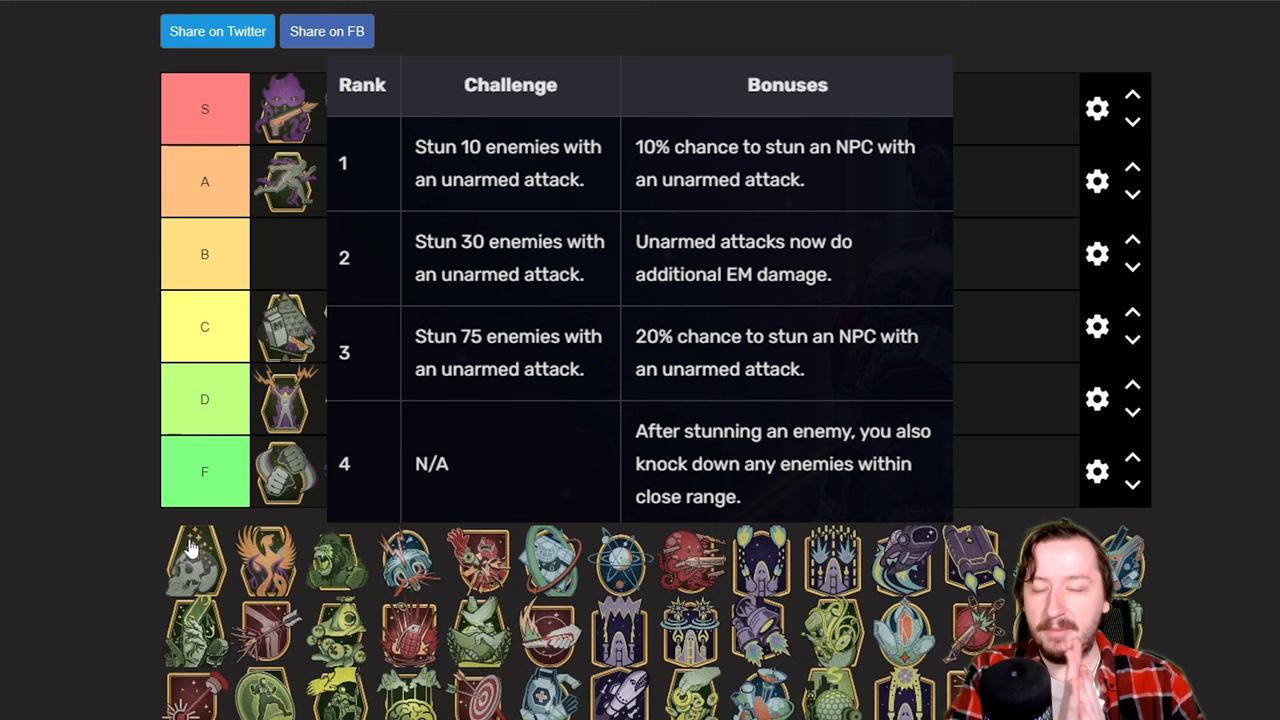 Share on Twitter
Share on FB
S
A
B
C
D
F
Rank
Challenge
Bonuses
1
Stun 10 enemies with
an unarmed attack.
10% chance to stun an NPC with
an unarmed attack.
2
Stun 30 enemies with
an unarmed attack.
Unarmed attacks now do
additional EM damage.
3
Stun 75 enemies with
an unarmed attack.
20% chance to stun an NPC with
an unarmed attack.
4
N/A
After stunning an enemy, you also
knock down any enemies within
close range.